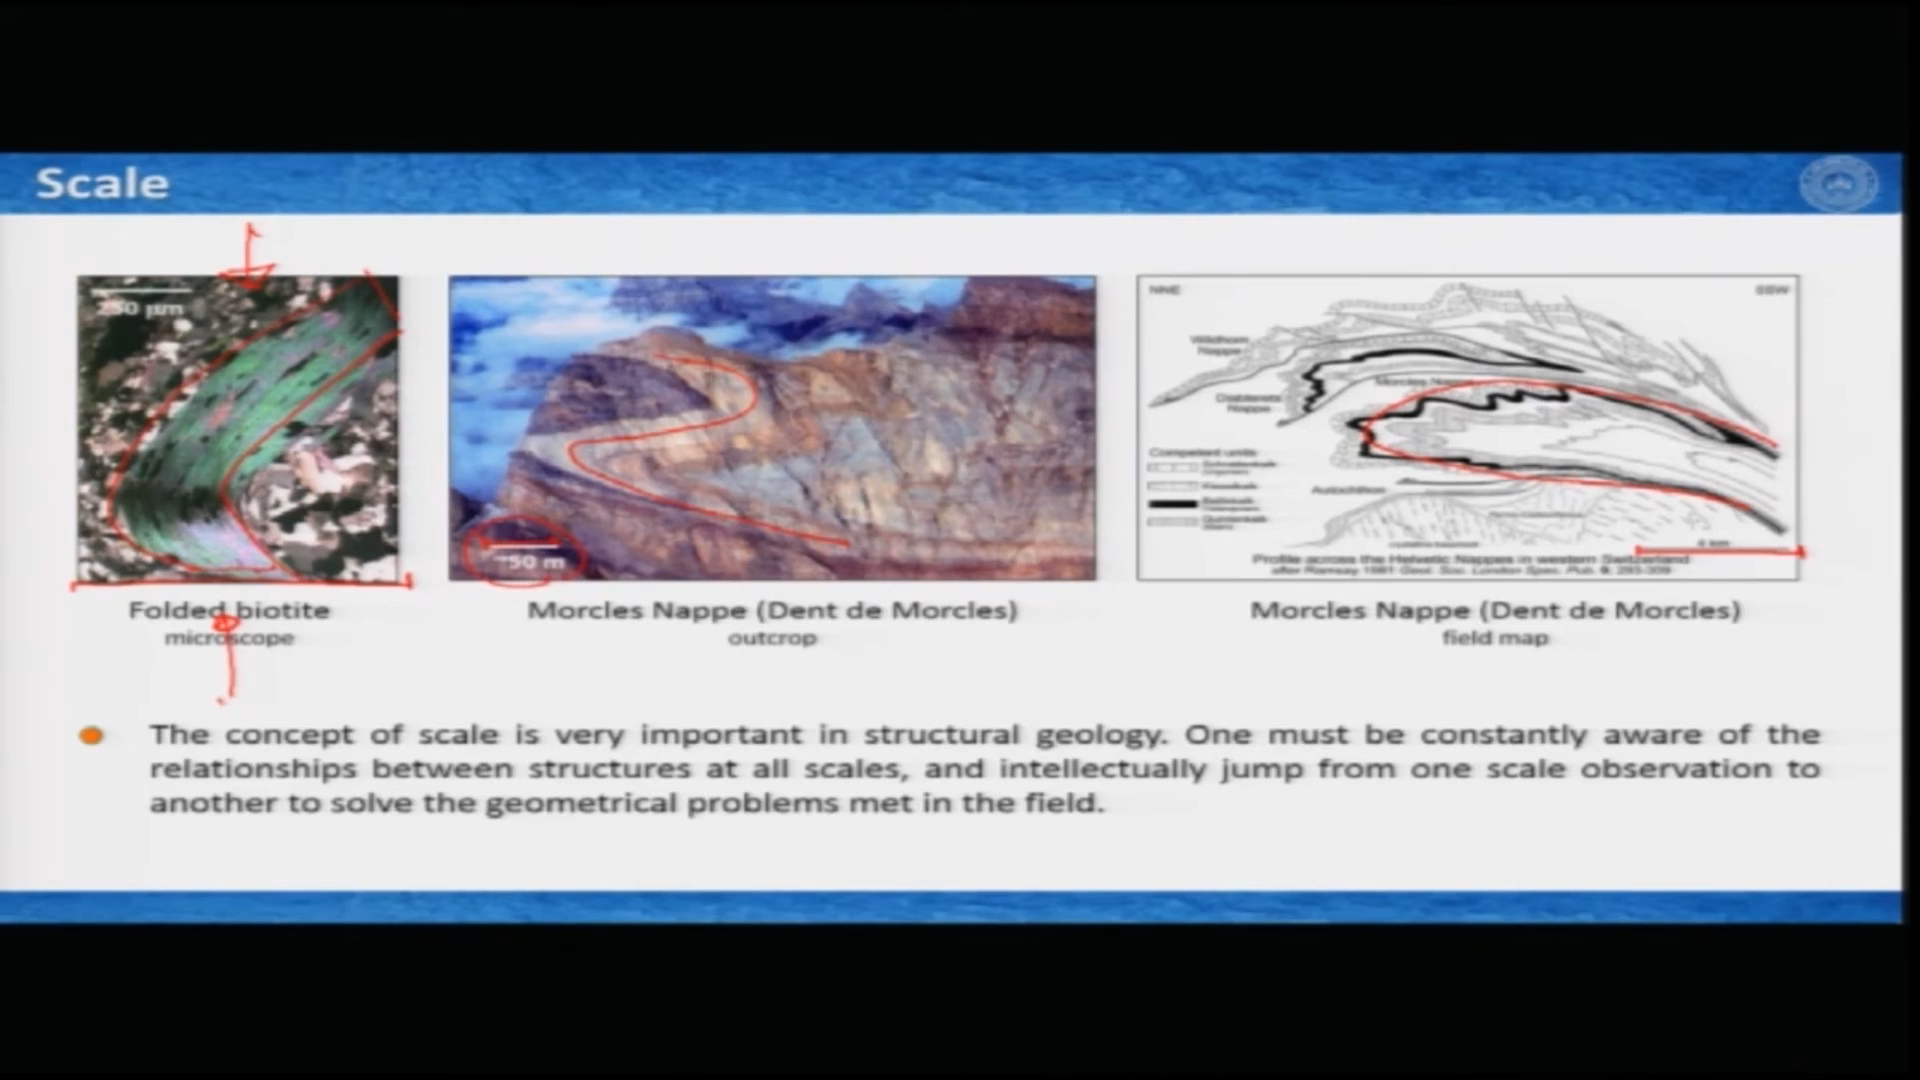 Scale
250 µm
~50 m
NNE
SSW
Wildhorn
Nappe
Morcles Nappe
Diablerets
Nappe
Competent units
Autochthon
4 km
Profile across the Helvetic Nappes in western Switzerland
after Ramsay 1981 Geol. Soc. London Spec. Pub. 9, 293-309
Folded biotite
microscope
Morcles Nappe (Dent de Morcles)
outcrop
Morcles Nappe (Dent de Morcles)
field map
The concept of scale is very important in structural geology. One must be constantly aware of the
relationships between structures at all scales, and intellectually jump from one scale observation to
another to solve the geometrical problems met in the field.